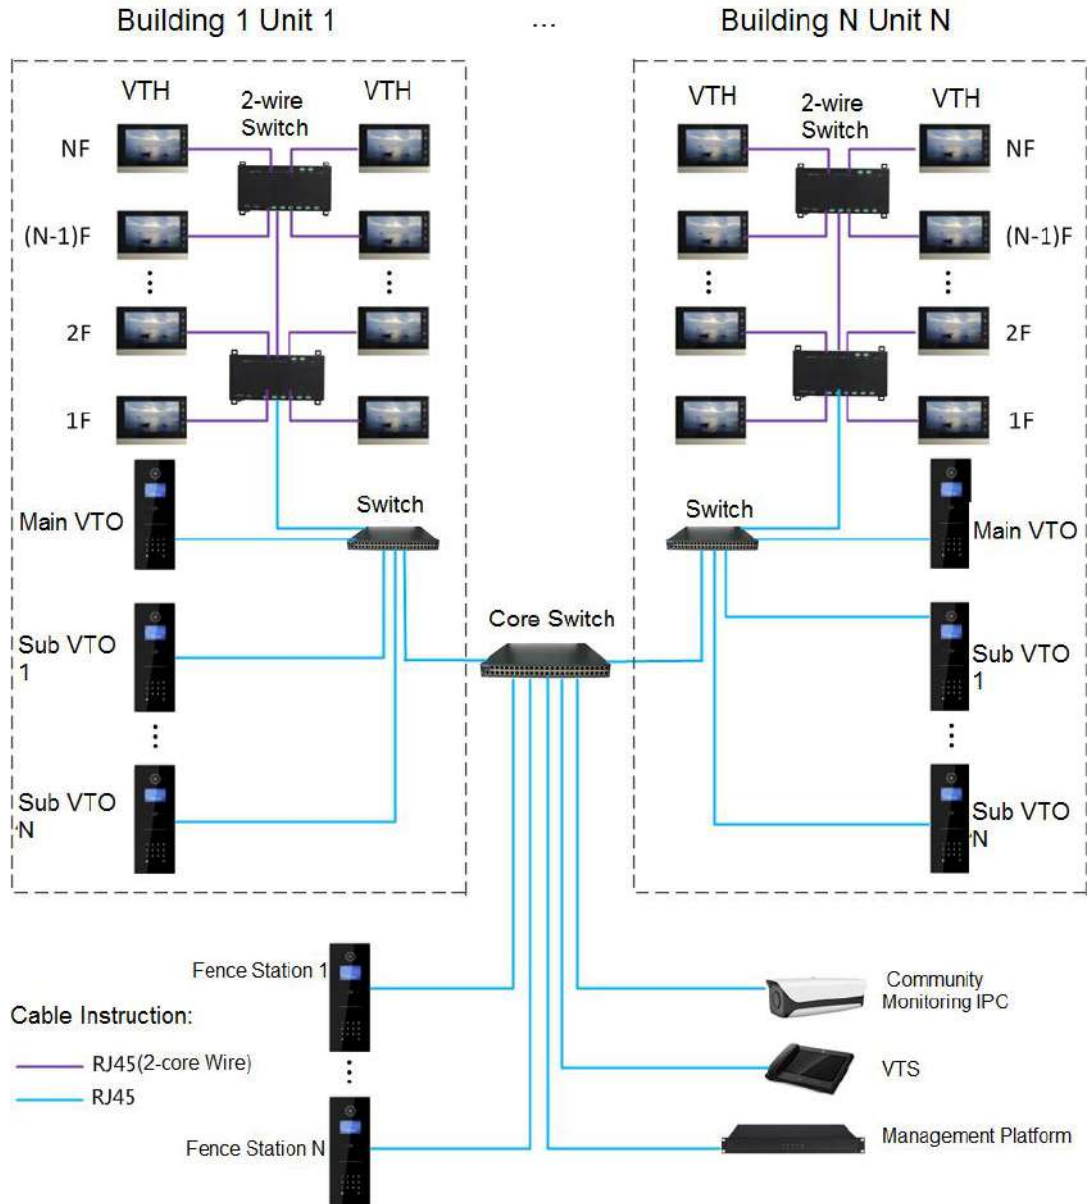 Building 1 Unit 1
...
Building N Unit N
VTH
2-wire
Switch
VTH
NF
(N-1)F
2F
1F
VTH
2-wire
Switch
VTH
NF
(N-1)F
2F
1F
Main VTO
Switch
Sub VTO
1
Sub VTO
N
Switch
Main VTO
Sub VTO
1
Sub VTO
N
Core Switch
Fence Station 1
Fence Station N
Community
Monitoring IPC
VTS
Management Platform
Cable Instruction:
RJ45(2-core Wire)
RJ45